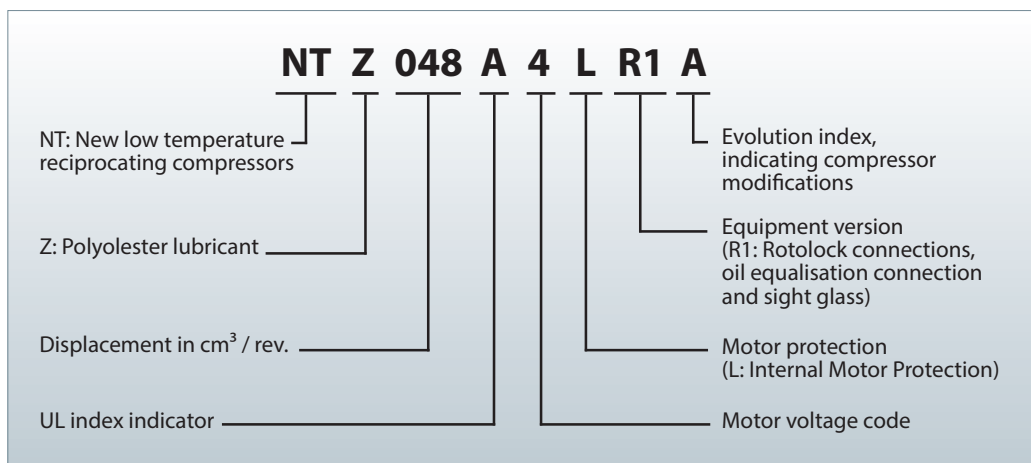 NT Z 048 A 4 L R1 A
NT: New low temperature
reciprocating compressors
Z: Polyolester lubricant
Displacement in cm³ / rev.
UL index indicator
Evolution index,
indicating compressor
modifications
Equipment version
(R1: Rotolock connections,
oil equalisation connection
and sight glass)
Motor protection
(L: Internal Motor Protection)
Motor voltage code